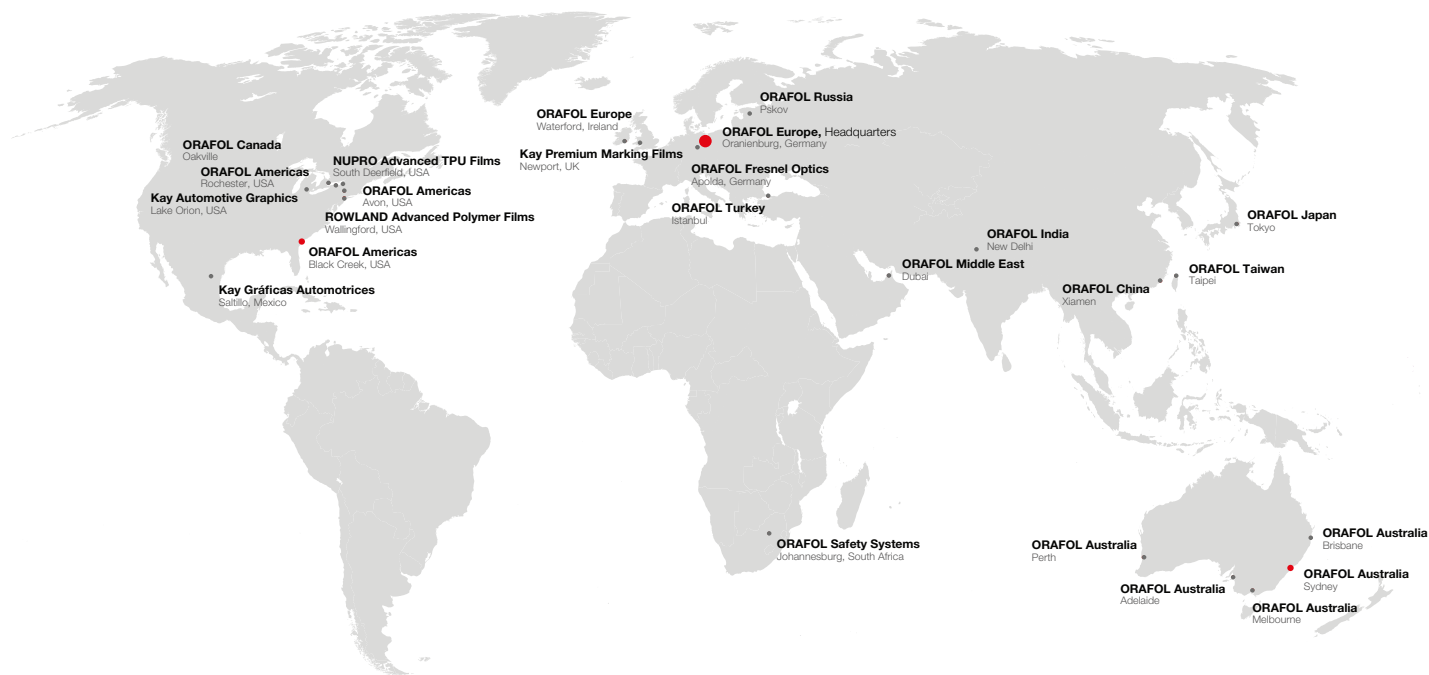 ORAFOL Russia
Pskov
ORAFOL Europe
Waterford, Ireland
ORAFOL Europe, Headquarters
Oranienburg, Germany
Kay Premium Marking Films
Newport, UK
ORAFOL Fresnel Optics
Apolda, Germany
ORAFOL Turkey
Istanbul
ORAFOL Canada
Oakville
NUPRO Advanced TPU Films
South Deerfield, USA
ORAFOL Americas
Rochester, USA
ORAFOL Americas
Avon, USA
Kay Automotive Graphics
Lake Orion, USA
ROWLAND Advanced Polymer Films
Wallingford, USA
ORAFOL Americas
Black Creek, USA
Kay Gráficas Automotrices
Saltillo, Mexico
ORAFOL Japan
Tokyo
ORAFOL India
New Delhi
ORAFOL Middle East
Dubai
ORAFOL Taiwan
Taipei
ORAFOL China
Xiamen
ORAFOL Safety Systems
Johannesburg, South Africa
ORAFOL Australia
Brisbane
ORAFOL Australia
Perth
ORAFOL Australia
Sydney
ORAFOL Australia
Adelaide
ORAFOL Australia
Melbourne